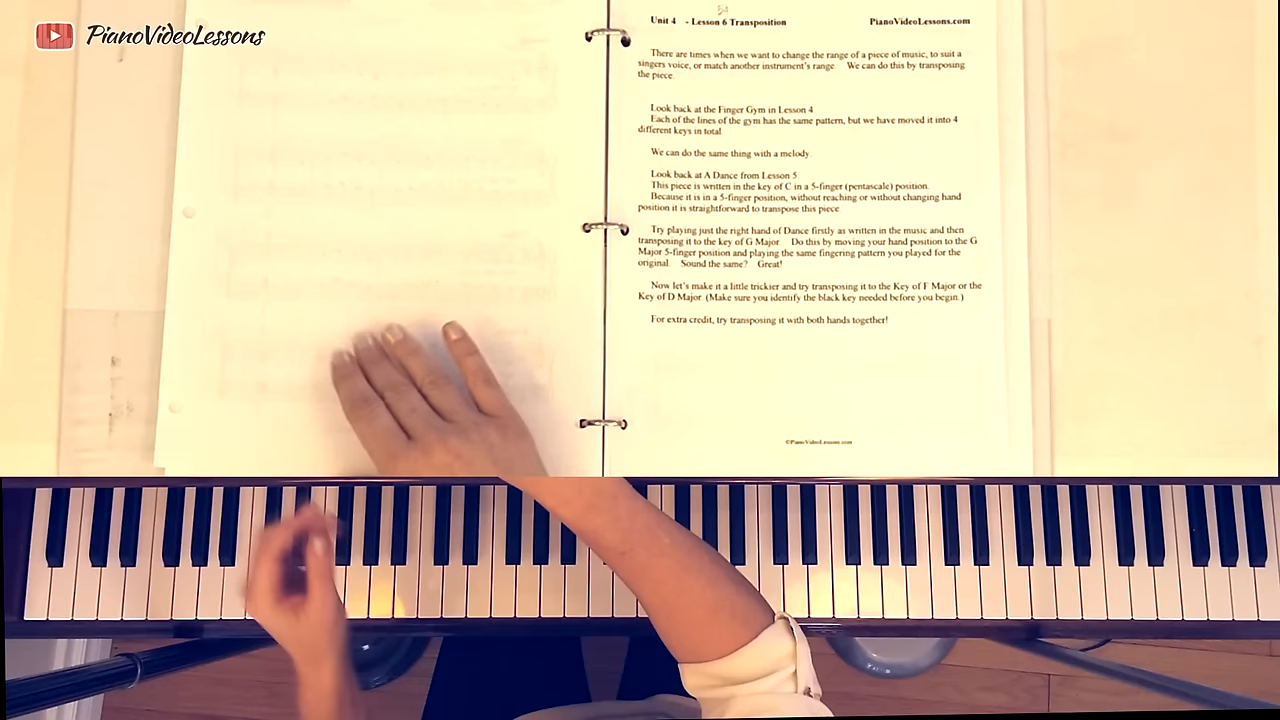 PianoVideoLessons
Unit 4 - Lesson 6 Transposition PianoVideoLessons.com
There are times when we want to change the range of a piece of music, to suit a
singers voice, or match another instrument's range. We can do this by transposing
the piece.
Look back at the Finger Gym in Lesson 4
Each of the lines of the gym has the same pattern, but we have moved it into 4
different keys in total.
We can do the same thing with a melody.
Look back at A Dance from Lesson 5
This piece is written in the key of C in a 5-finger (pentascale) position.
Because it is in a 5-finger position, without reaching or without changing hand
position it is straightforward to transpose this piece.
Try playing just the right hand of Dance firstly as written in the music and then
transposing it to the key of G Major. Do this by moving your hand position to the G
Major 5-finger position and playing the same fingering pattern you played for the
original. Sound the same? Great!
Now let's make it a little trickier and try transposing it to the Key of F Major or the
Key of D Major. (Make sure you identify the black key needed before you begin.)
For extra credit, try transposing it with both hands together!
©PianoVideoLessons.com